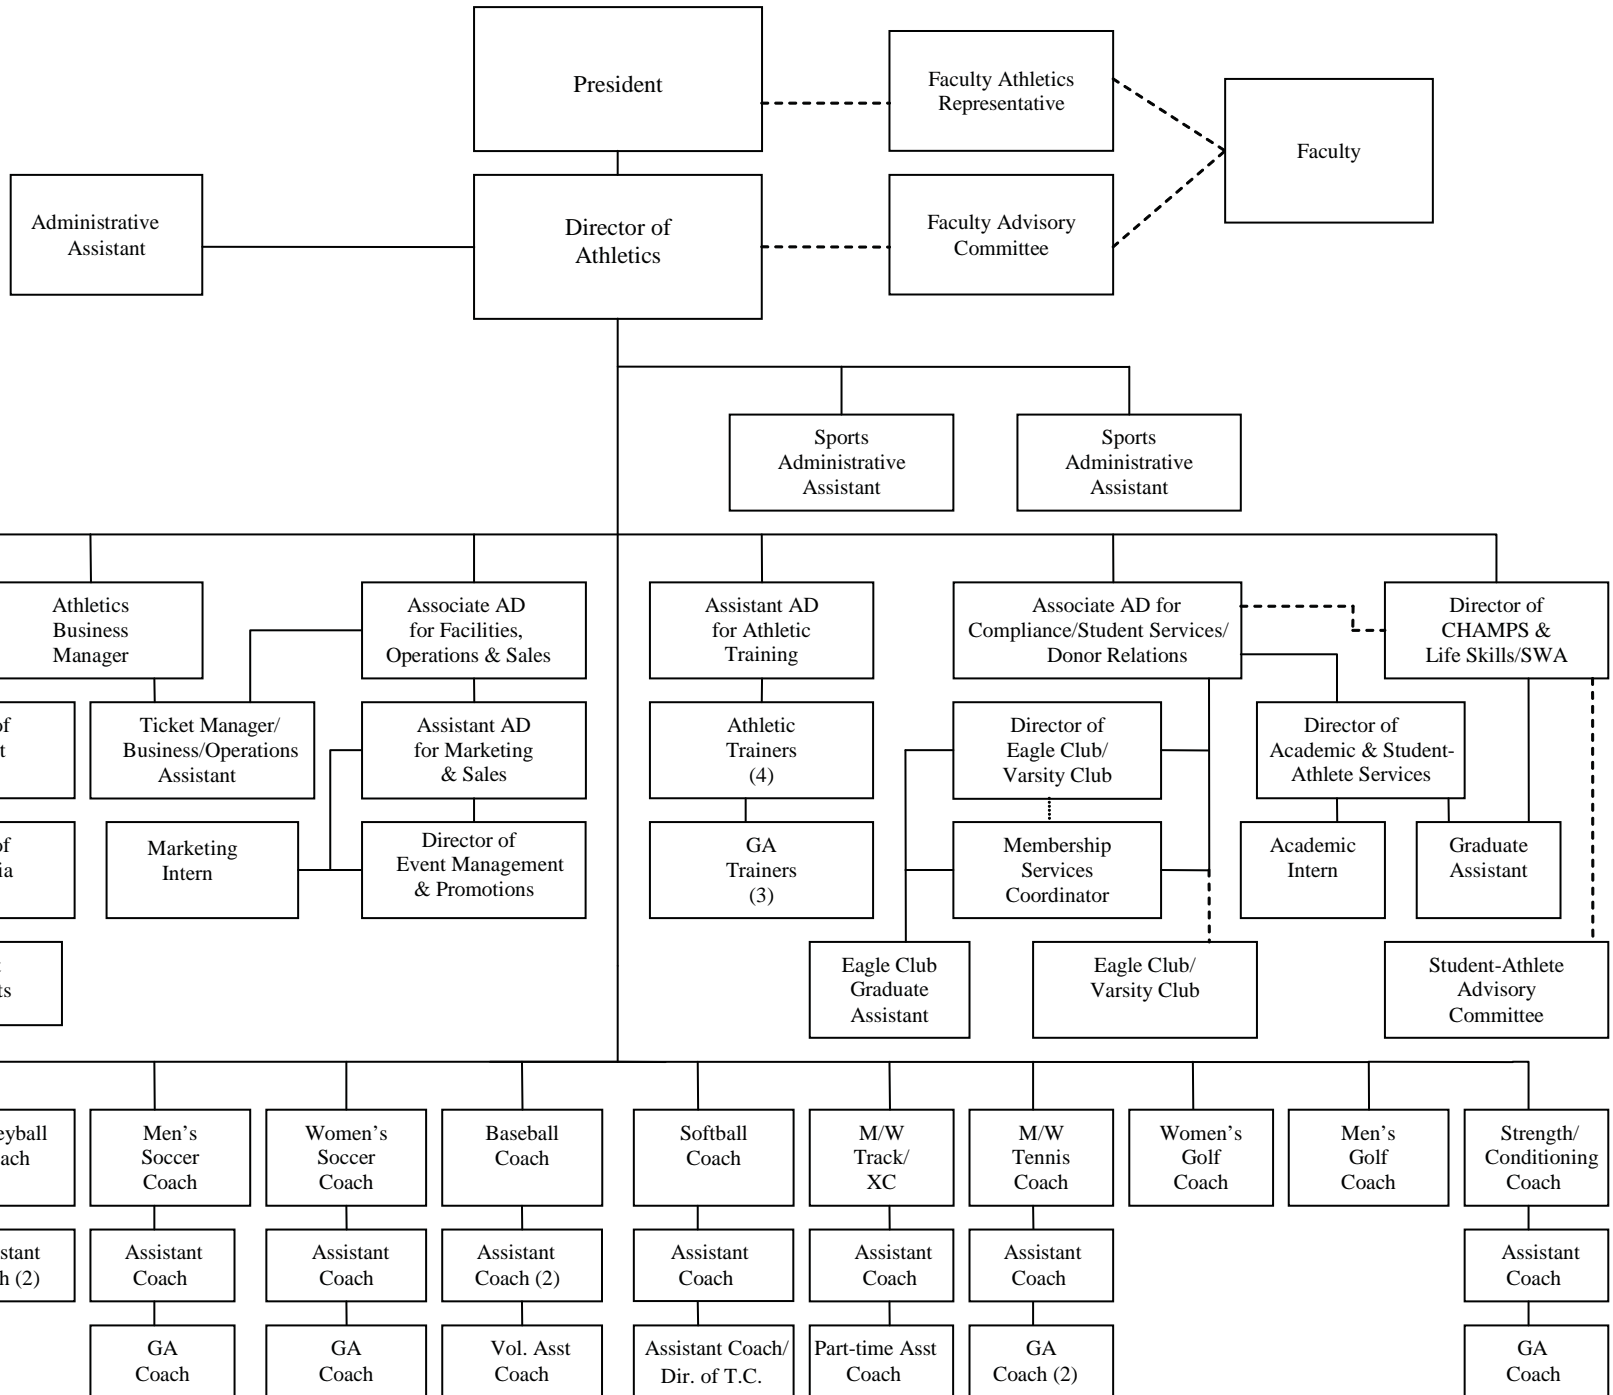 President
Faculty Athletics
Representative
Faculty
Administrative
Assistant
Director of
Athletics
Faculty Advisory
Committee
Sports
Administrative
Assistant
Sports
Administrative
Assistant
Athletics
Business
Manager
Associate AD
for Facilities,
Operations & Sales
Assistant AD
for Athletic
Training
Associate AD for
Compliance/Student Services/
Donor Relations
Director of
CHAMPS &
Life Skills/SWA
of
t
Ticket Manager/
Business/Operations
Assistant
Assistant AD
for Marketing
& Sales
Athletic
Trainers
(4)
Director of
Eagle Club/
Varsity Club
Director of
Academic & Student-
Athlete Services
of
ia
Marketing
Intern
Director of
Event Management
& Promotions
GA
Trainers
(3)
Membership
Services
Coordinator
Academic
Intern
Graduate
Assistant
ts
Eagle Club
Graduate
Assistant
Eagle Club/
Varsity Club
Student-Athlete
Advisory
Committee
eyball
ach
Men's
Soccer
Coach
Women's
Soccer
Coach
Baseball
Coach
Softball
Coach
M/W
Track/
XC
M/W
Tennis
Coach
Women's
Golf
Coach
Men's
Golf
Coach
Strength/
Conditioning
Coach
stant
h (2)
Assistant
Coach
Assistant
Coach
Assistant
Coach (2)
Assistant
Coach
Assistant
Coach
Assistant
Coach
Assistant
Coach
GA
Coach
GA
Coach
Vol. Asst
Coach
Assistant Coach/
Dir. of T.C.
Part-time Asst
Coach
GA
Coach (2)
GA
Coach